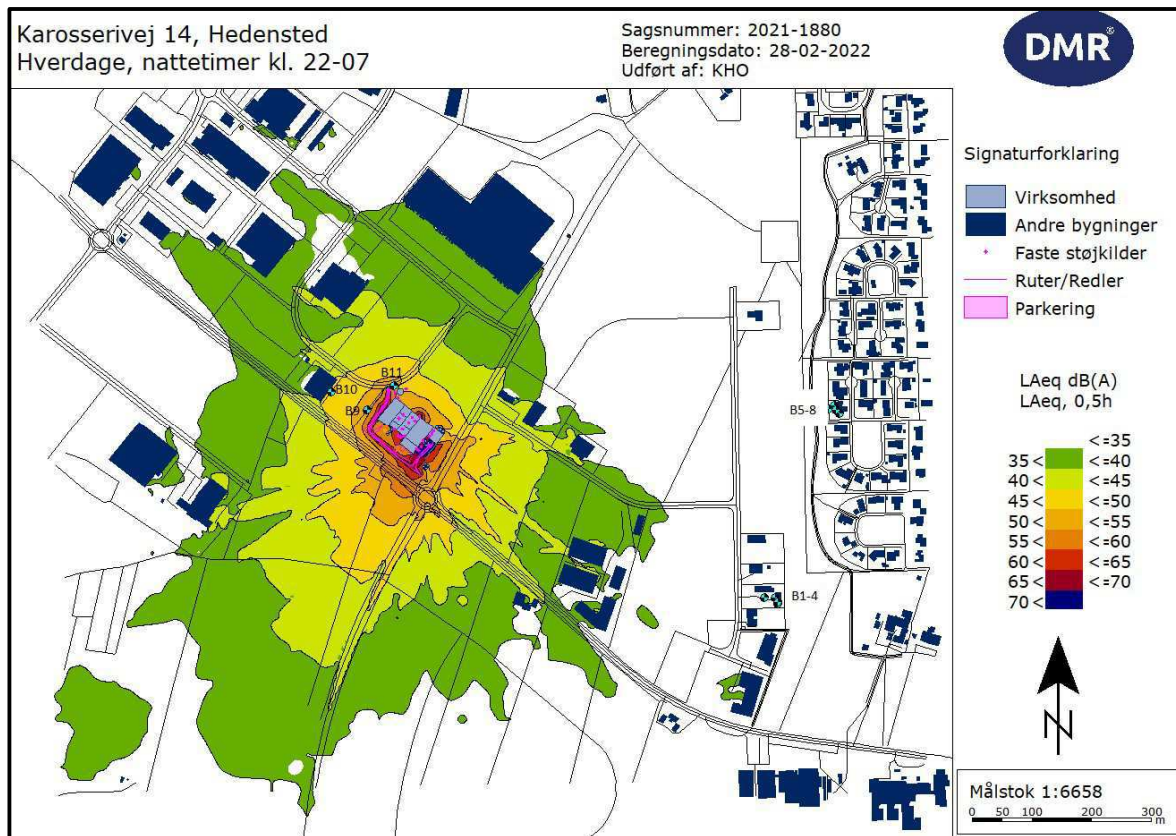 Karosserivej 14, Hedensted
Hverdage, nattetimer kl. 22-07
Sagsnummer: 2021-1880
Beregningsdato: 28-02-2022
Udført af: KHO
DMR®
Signaturforklaring
Virksomhed
Andre bygninger
Faste støjkilder
Ruter/Redler
Parkering
LAeq dB(A)
LAeq, 0,5h
<=35
35 < <=40
40 < <=45
45 < <=50
50 < <=55
55 < <=60
60 < <=65
65 < <=70
70 <
B11
B10
B9
B5-8
B1-4
N
Målstok 1:6658
0 50 100 200 300
m